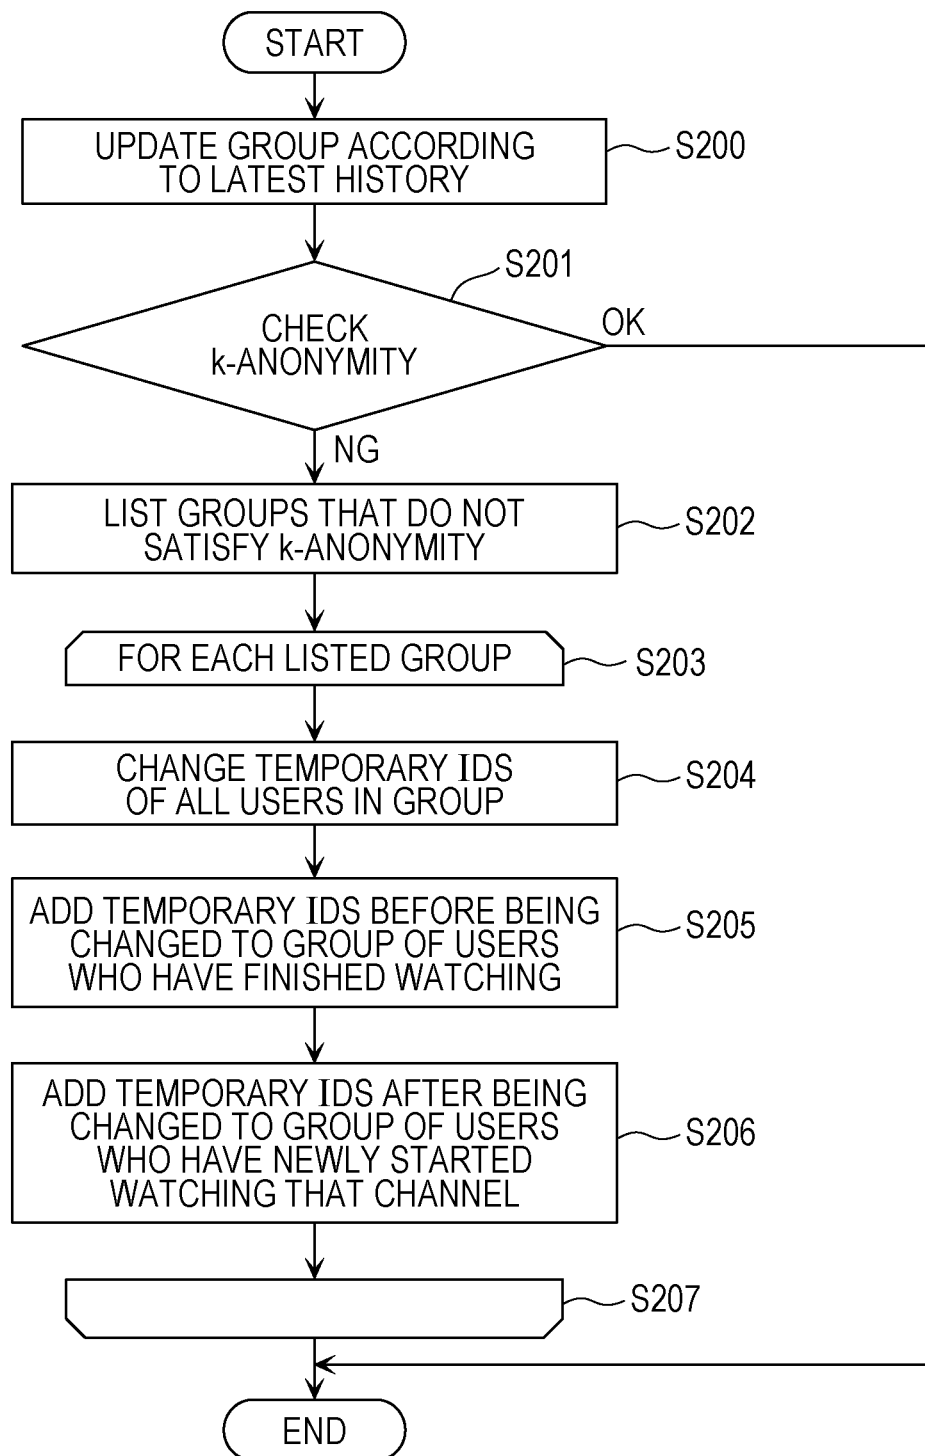 START
UPDATE GROUP ACCORDING
TO LATEST HISTORY
S200
S201
CHECK
k-ANONYMITY
OK
NG
LIST GROUPS THAT DO NOT
SATISFY k-ANONYMITY
S202
FOR EACH LISTED GROUP
S203
CHANGE TEMPORARY IDS
OF ALL USERS IN GROUP
S204
ADD TEMPORARY IDS BEFORE BEING
CHANGED TO GROUP OF USERS
WHO HAVE FINISHED WATCHING
S205
ADD TEMPORARY IDS AFTER BEING
CHANGED TO GROUP OF USERS
WHO HAVE NEWLY STARTED
WATCHING THAT CHANNEL
S206
S207
END